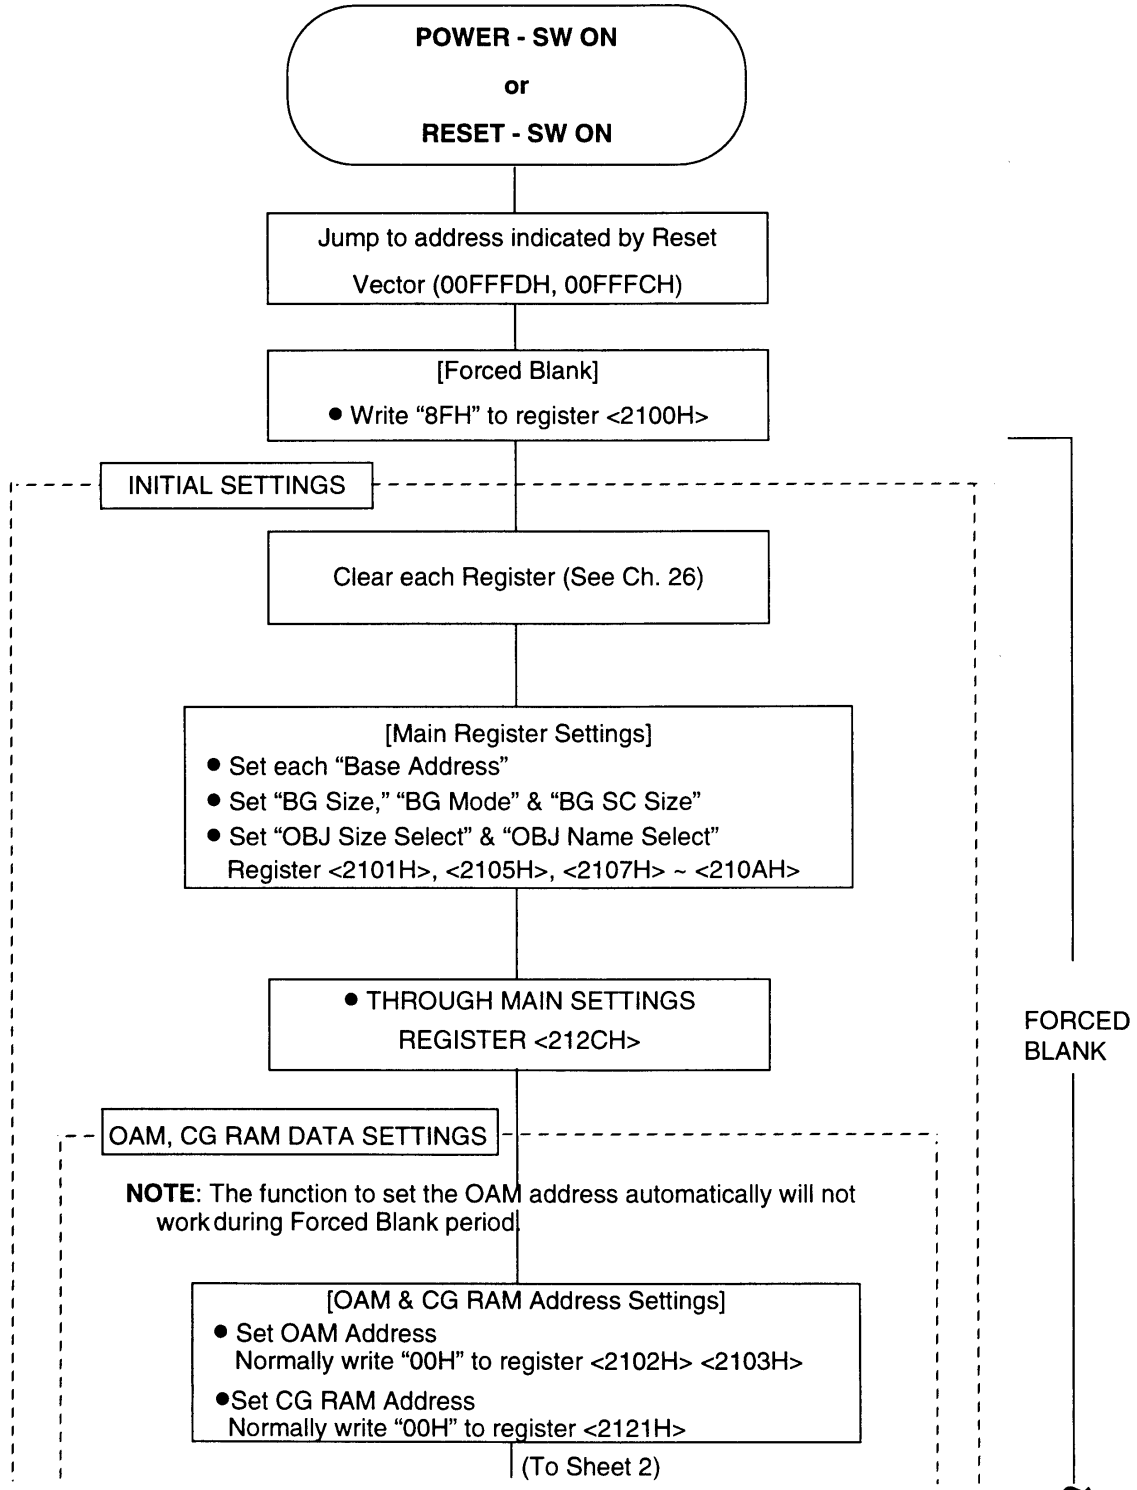 POWER - SW ON
or
RESET - SW ON
Jump to address indicated by Reset
Vector (00FFFDH, 00FFFCH)
[Forced Blank]
● Write “8FH” to register <2100H>
INITIAL SETTINGS
Clear each Register (See Ch. 26)
[Main Register Settings]
● Set each “Base Address”
● Set “BG Size,” “BG Mode” & “BG SC Size”
● Set “OBJ Size Select” & “OBJ Name Select”
Register <2101H>, <2105H>, <2107H> ~ <210AH>
● THROUGH MAIN SETTINGS
REGISTER <212CH>
FORCED
BLANK
OAM, CG RAM DATA SETTINGS
NOTE: The function to set the OAM address automatically will not
work during Forced Blank period.
[OAM & CG RAM Address Settings]
● Set OAM Address
Normally write “00H” to register <2102H> <2103H>
●Set CG RAM Address
Normally write “00H” to register <2121H>
(To Sheet 2)